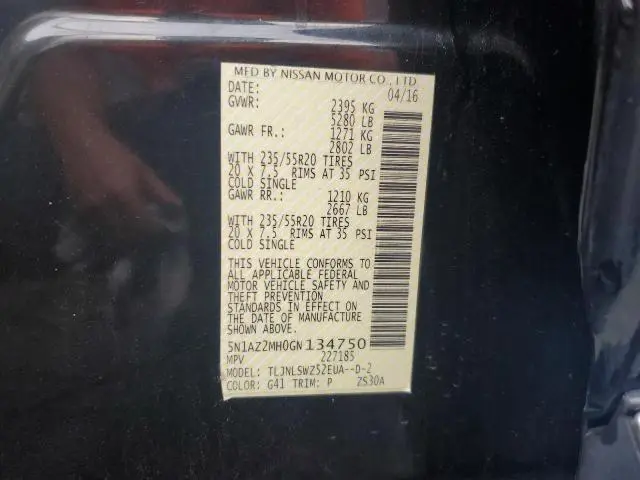 MFD BY NISSAN MOTOR CO., LTD
DATE: 04/16
GVWR: 2395 KG
5280 LB
GAWR FR.: 1271 KG
2802 LB
WITH 235/55R20 TIRES
20 X 7.5 RIMS AT 35 PSI
COLD SINGLE
GAWR RR.: 1210 KG
2667 LB
WITH 235/55R20 TIRES
20 X 7.5 RIMS AT 35 PSI
COLD SINGLE
THIS VEHICLE CONFORMS TO
ALL APPLICABLE FEDERAL
MOTOR VEHICLE SAFETY AND
THEFT PREVENTION
STANDARDS IN EFFECT ON
THE DATE OF MANUFACTURE
SHOWN ABOVE.
5N1AZ2MH0GN134750
MPV 227185
MODEL: TLJNLSWZ52EUA--D-2
COLOR: G41 TRIM: P ZS30A